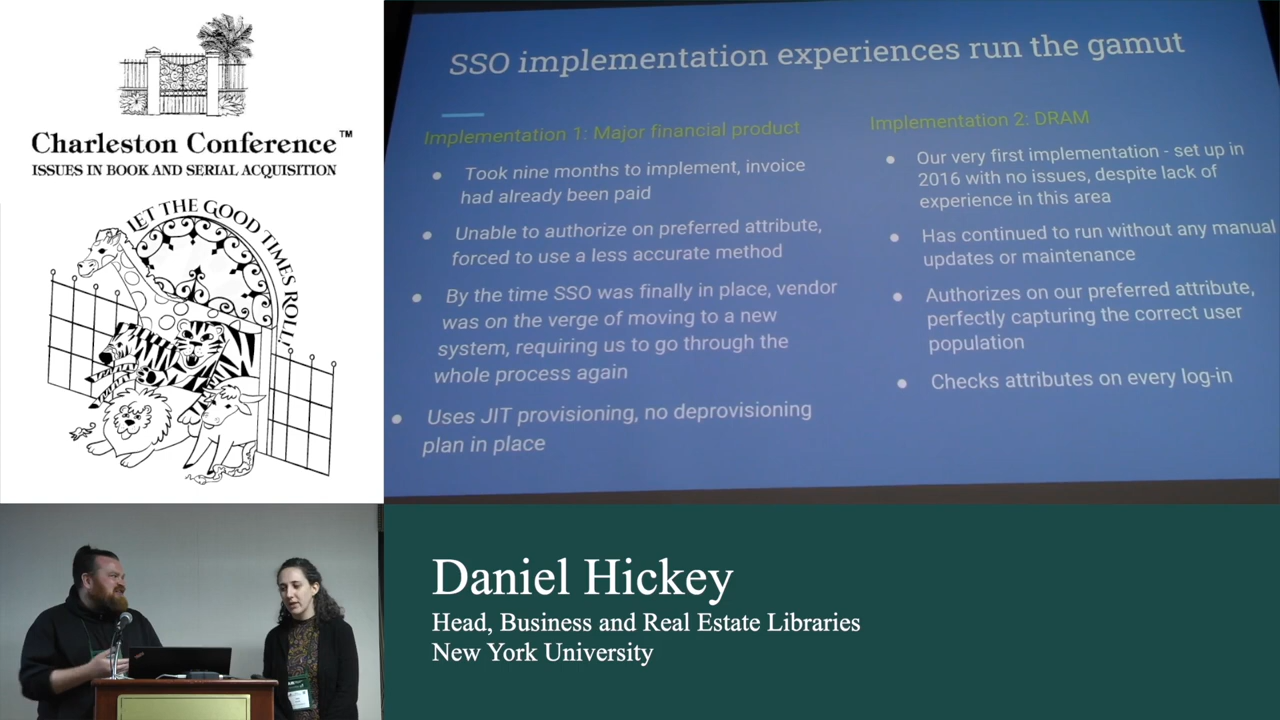 Charleston Conference™
ISSUES IN BOOK AND SERIAL ACQUISITION
LET THE GOOD TIMES ROLL!
SSO implementation experiences run the gamut
Implementation 1: Major financial product
Took nine months to implement, invoice
had already been paid
Unable to authorize on preferred attribute,
forced to use a less accurate method
By the time SSO was finally in place, vendor
was on the verge of moving to a new
system, requiring us to go through the
whole process again
Uses JIT provisioning, no deprovisioning
plan in place
Implementation 2: DRAM
Our very first implementation - set up in
2016 with no issues, despite lack of
experience in this area
Has continued to run without any manual
updates or maintenance
Authorizes on our preferred attribute,
perfectly capturing the correct user
population
Checks attributes on every log-in
Daniel Hickey
Head, Business and Real Estate Libraries
New York University